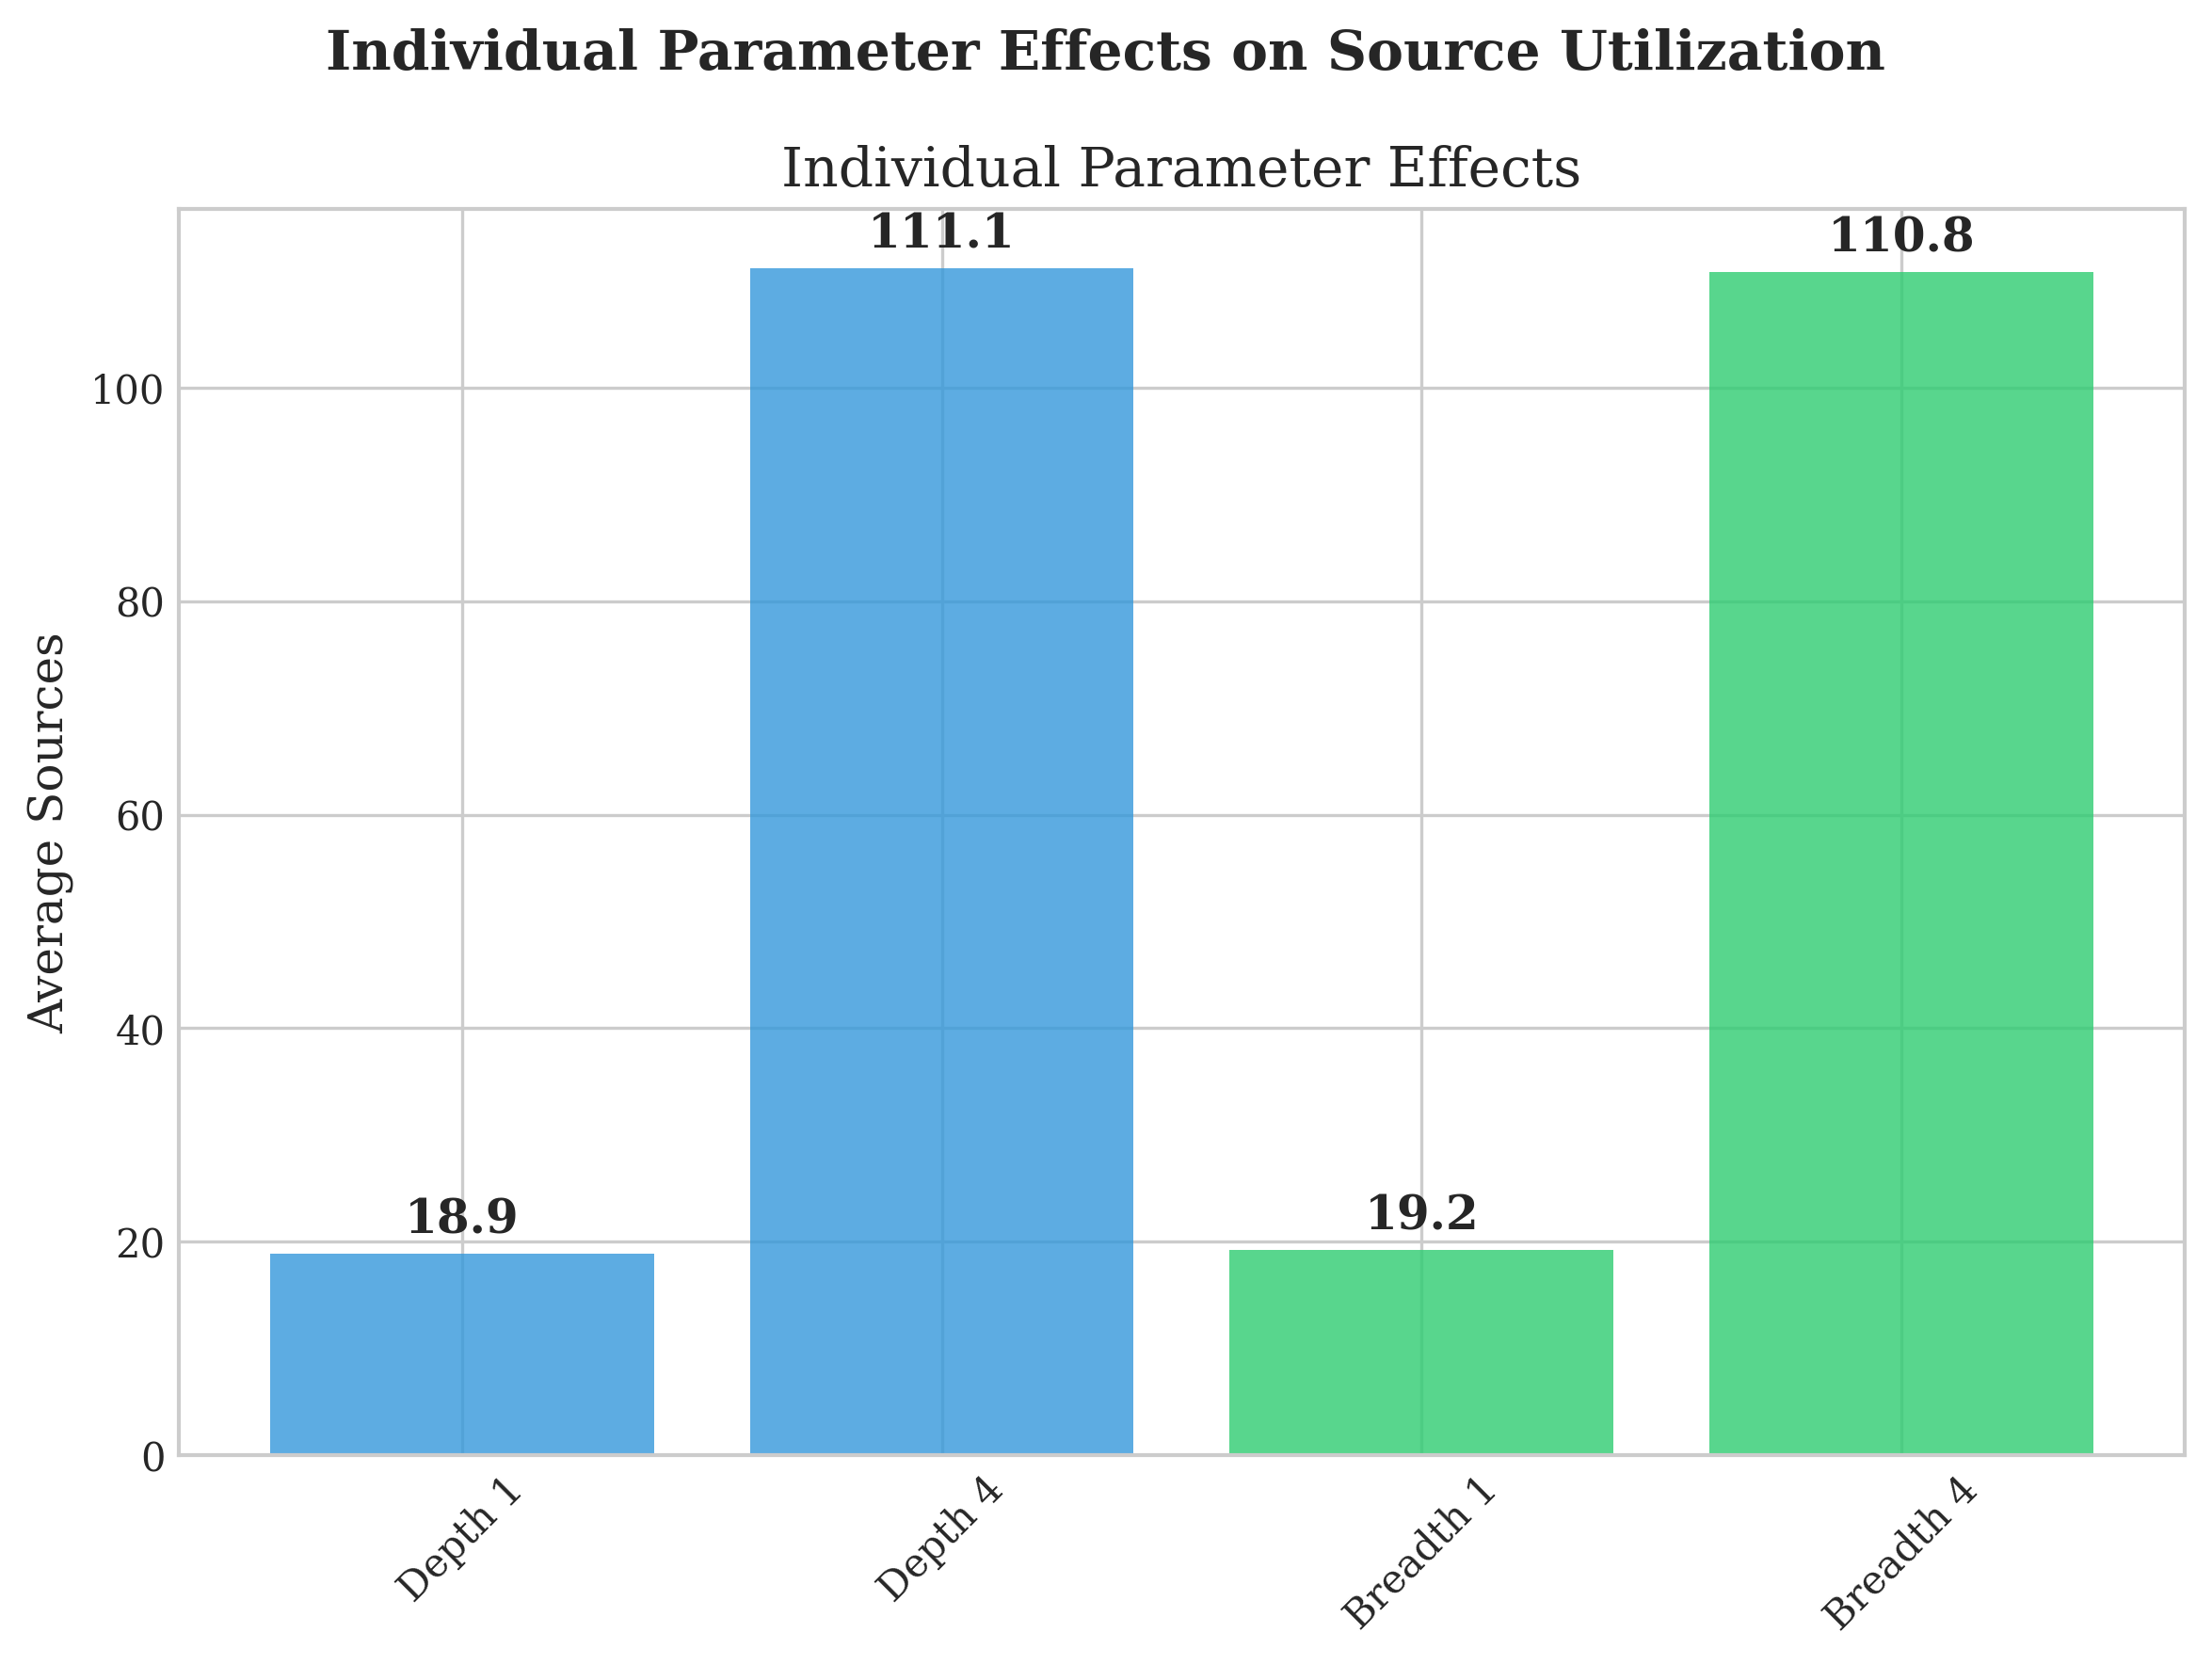 Individual Parameter Effects on Source Utilization
Individual Parameter Effects
111.1
110.8
18.9
19.2
100
80
60
40
20
0
Average Sources
Depth 1
Depth 4
Breadth 1
Breadth 4